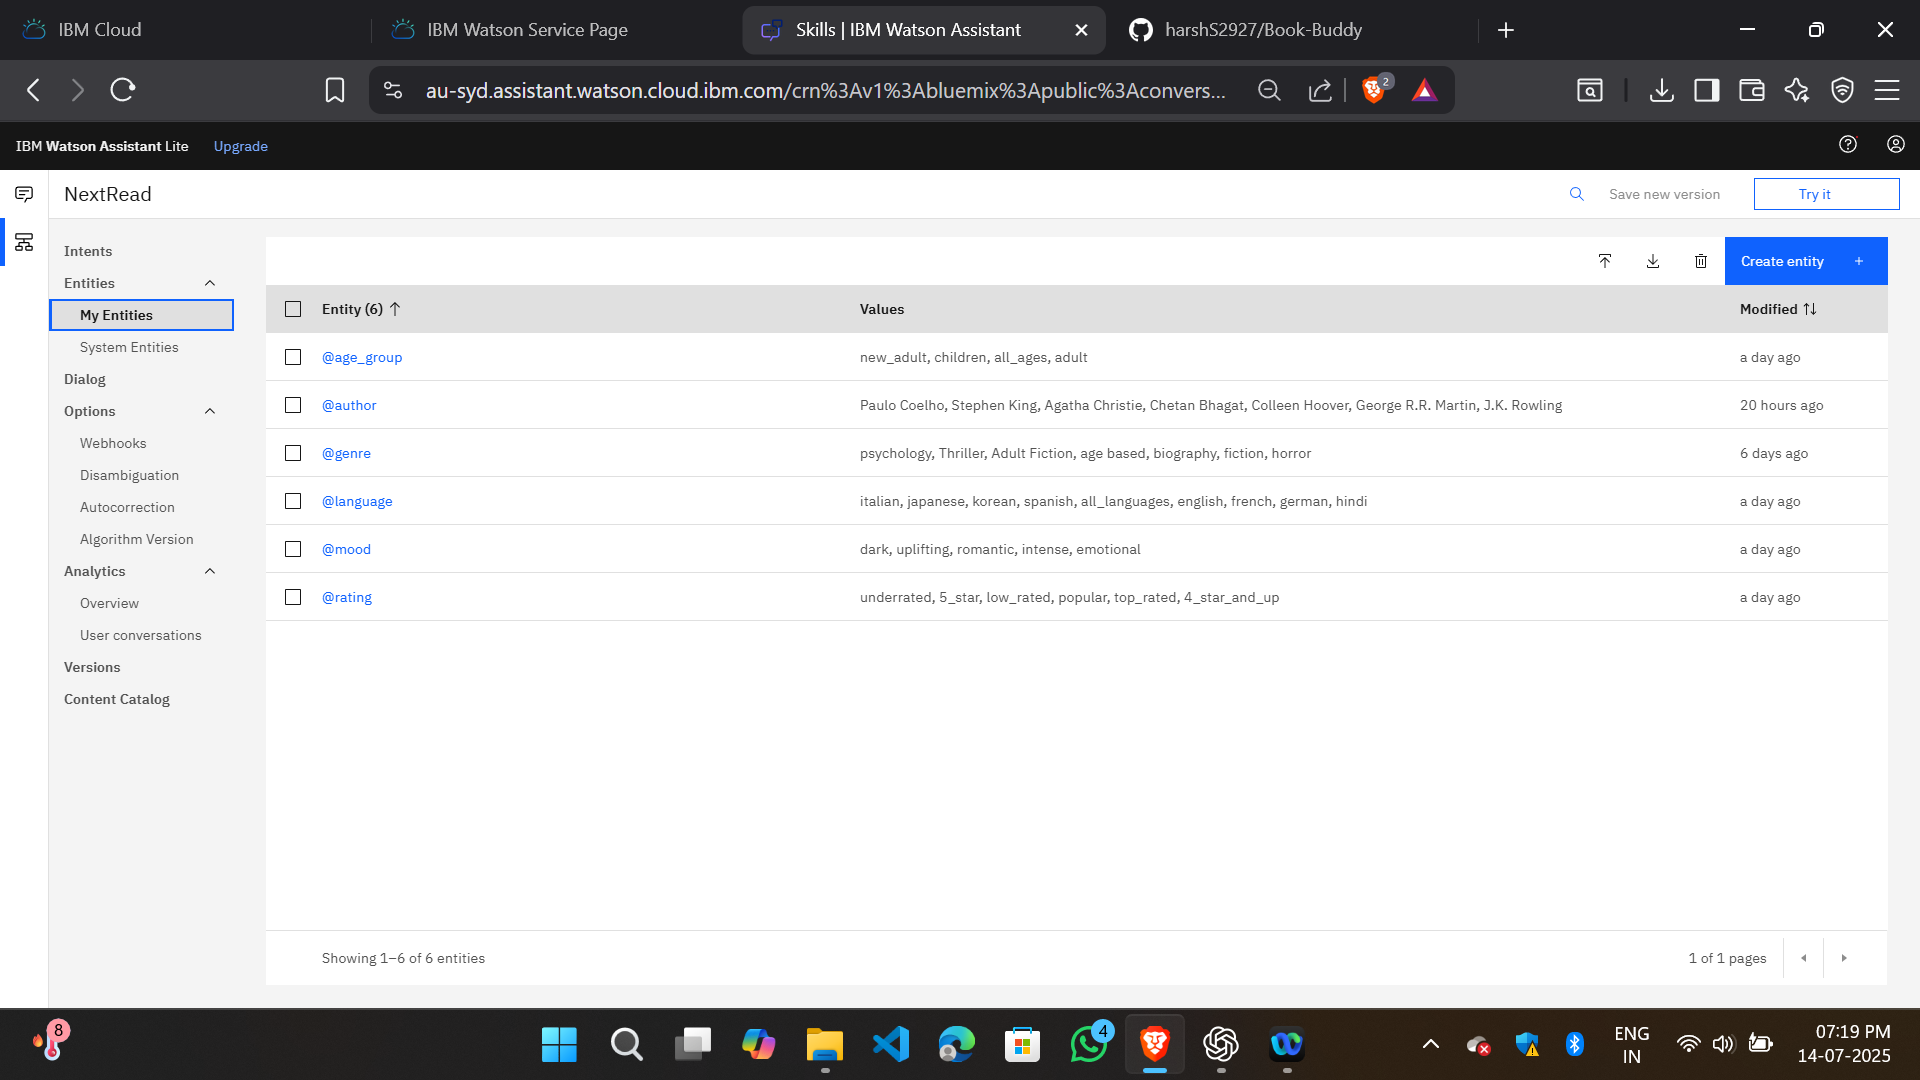 IBM Cloud
IBM Watson Service Page
Skills | IBM Watson Assistant
harshS2927/Book-Buddy
au-syd.assistant.watson.cloud.ibm.com/crn%3Av1%3Abluemix%3Apublic%3Aconvers...
2
IBM Watson Assistant Lite
Upgrade
NextRead
Save new version
Try it
Intents
Entities
My Entities
System Entities
Dialog
Options
Webhooks
Disambiguation
Autocorrection
Algorithm Version
Analytics
Overview
User conversations
Versions
Content Catalog
Create entity +
Entity (6) Values Modified
@age_group new_adult, children, all_ages, adult a day ago
@author Paulo Coelho, Stephen King, Agatha Christie, Chetan Bhagat, Colleen Hoover, George R.R. Martin, J.K. Rowling 20 hours ago
@genre psychology, Thriller, Adult Fiction, age based, biography, fiction, horror 6 days ago
@language italian, japanese, korean, spanish, all_languages, english, french, german, hindi a day ago
@mood dark, uplifting, romantic, intense, emotional a day ago
@rating underrated, 5_star, low_rated, popular, top_rated, 4_star_and_up a day ago
Showing 1–6 of 6 entities
1 of 1 pages
8
4
ENG
IN
07:19 PM
14-07-2025